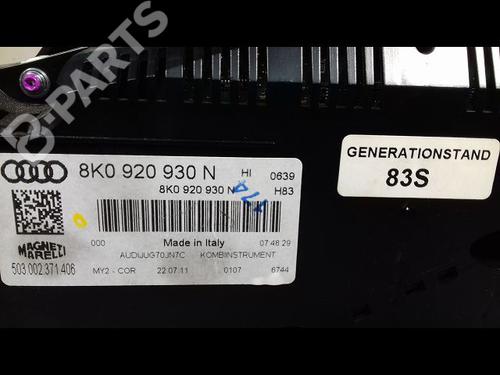 B-PARTS
8K0 920 930 N HI 0639
8K0 920 930 N H83
000 Made in Italy 07:48:29
MAGNETI
MARELLI
AUDIJUG70JN7C KOMBIINSTRUMENT
503.002.371.406
MY2 - COR 22.07.11 0107 6744
GENERATIONSTAND
83S